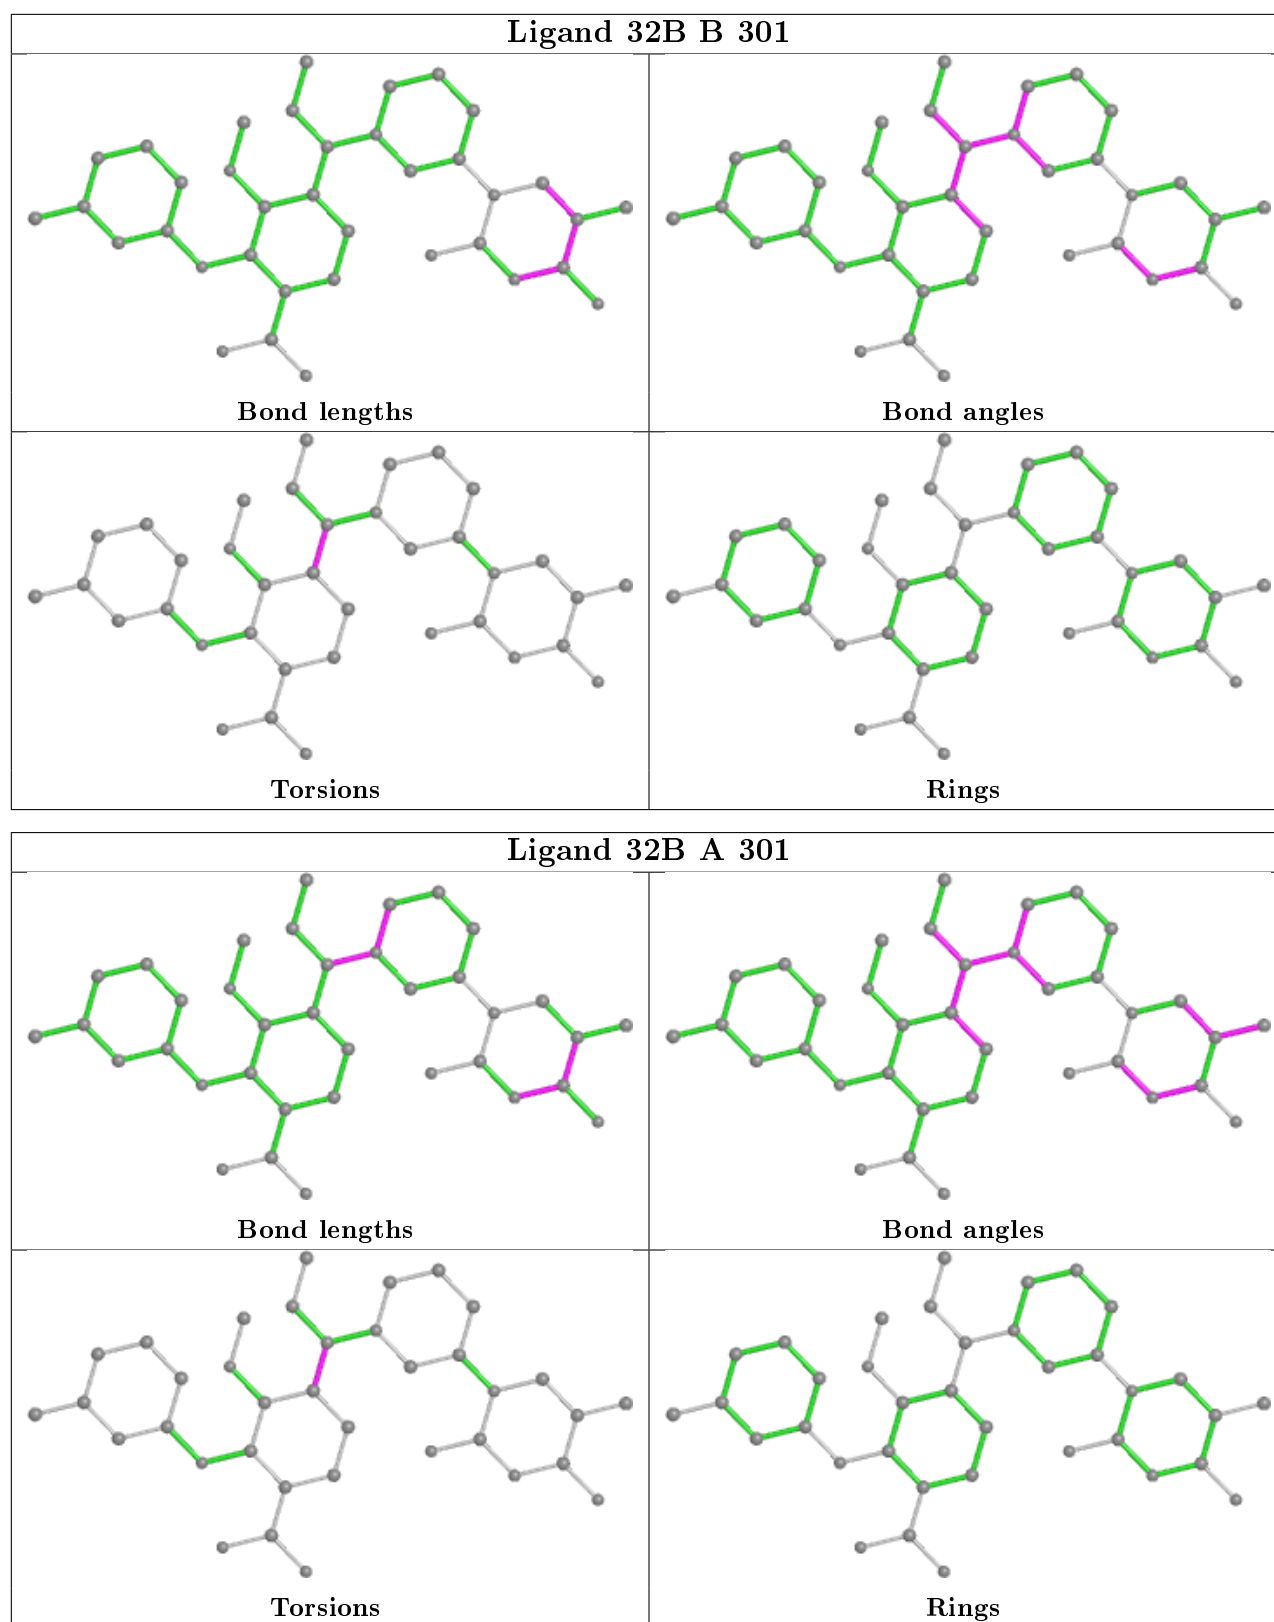 Ligand 32B B 301
Bond lengths
Bond angles
Torsions
Rings
Ligand 32B A 301
Bond lengths
Bond angles
Torsions
Rings